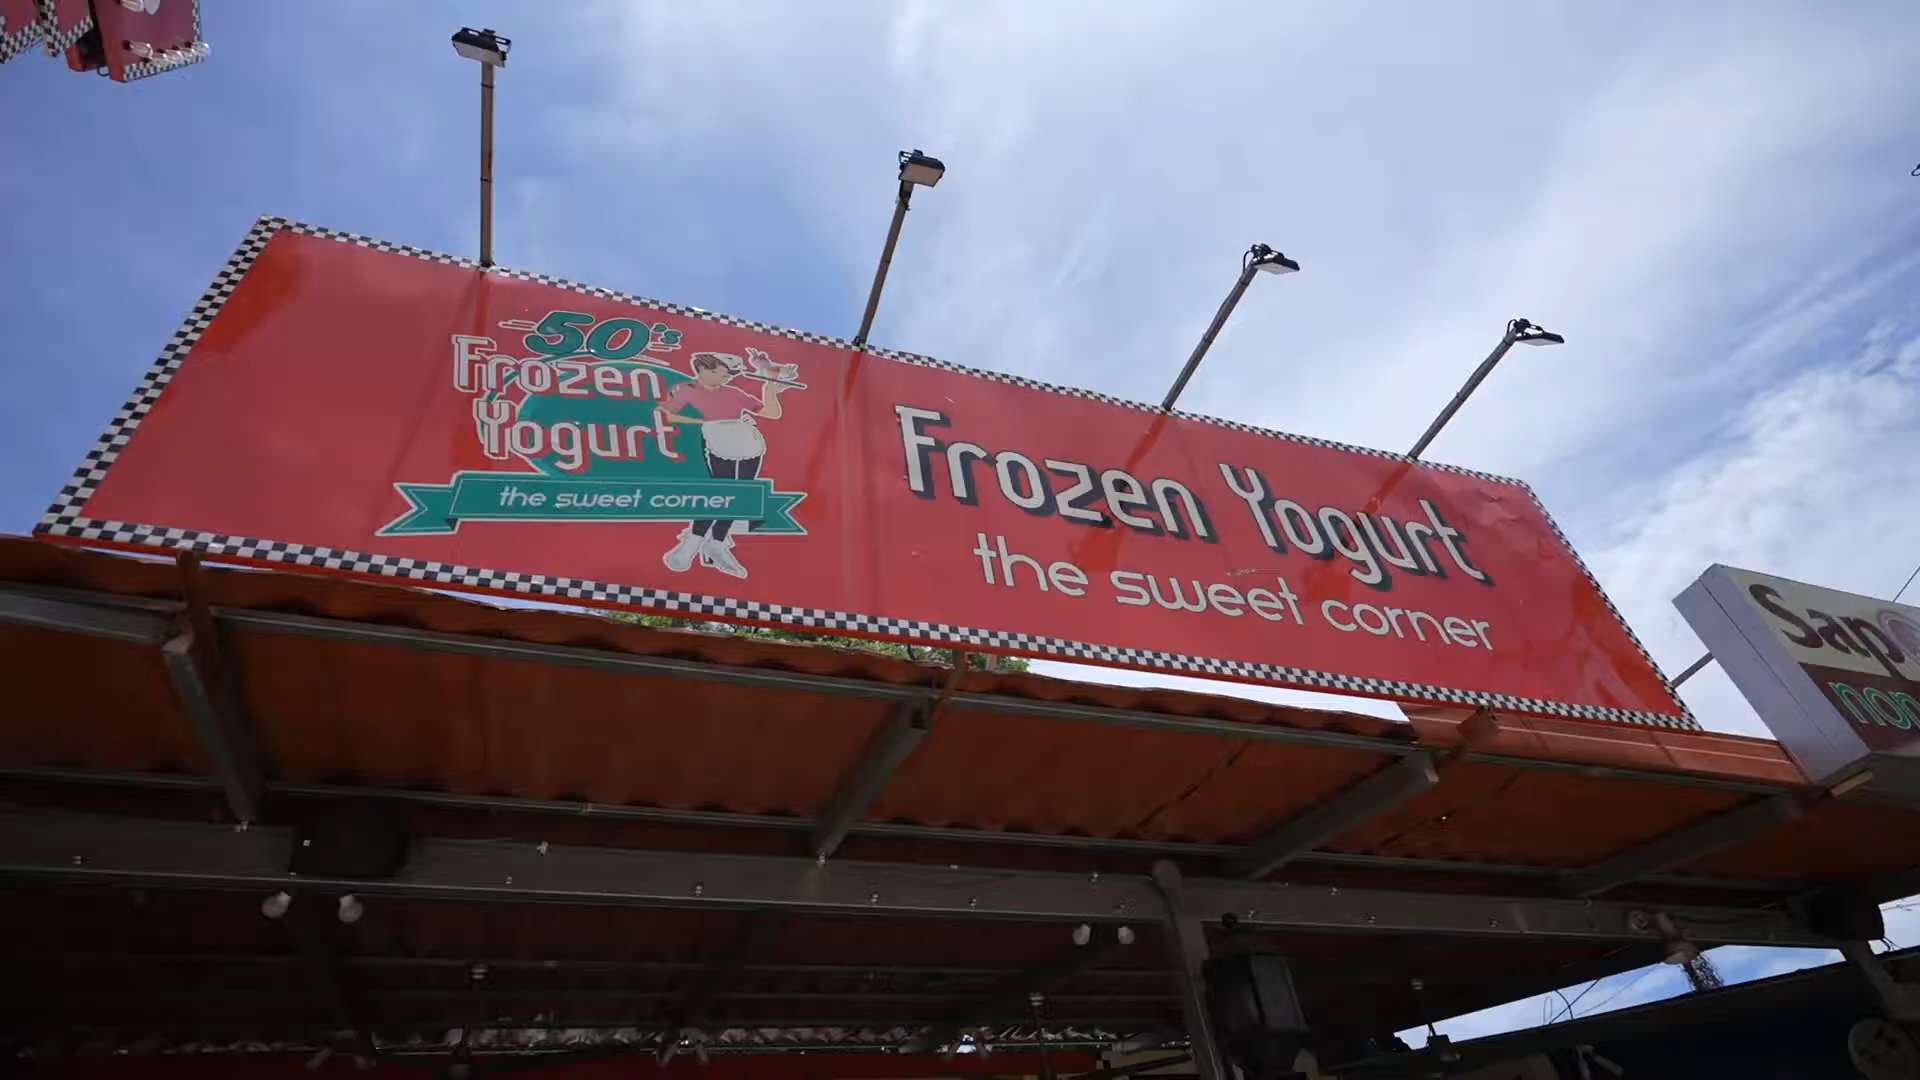 50's
Frozen
Yogurt
the sweet corner
Frozen Yogurt
the sweet corner